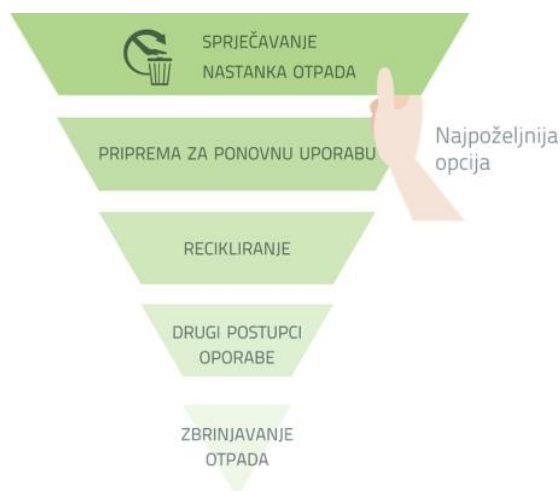 SPRJEČAVANJE
NASTANKA OTPADA
PRIPREMA ZA PONOVNU UPORABU
Najpoželjnija
opcija
RECIKLIRANJE
DRUGI POSTUPCI
OPORABE
ZBRINJAVANJE
OTPADA